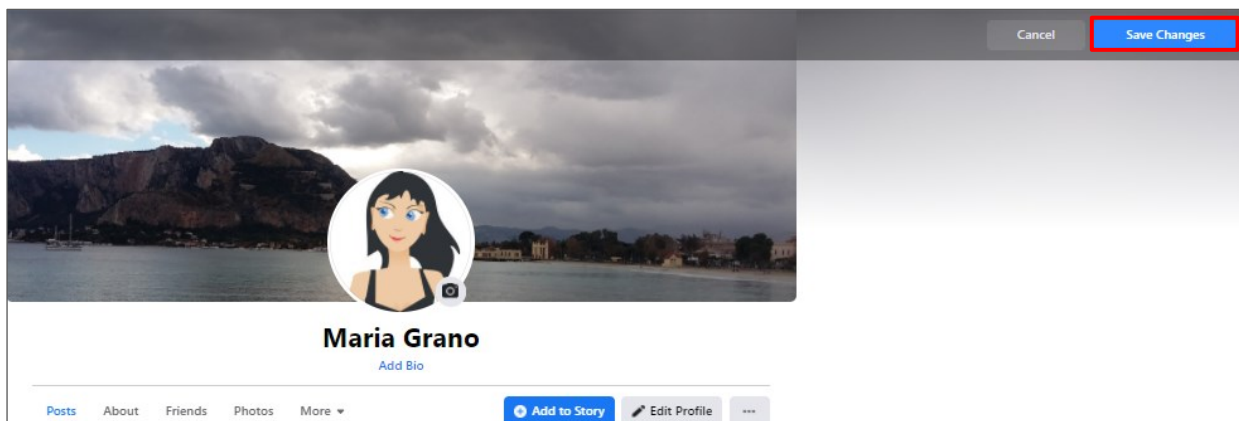 Cancel Save Changes
Maria Grano
Add Bio
Posts About Friends Photos More Add to Story Edit Profile